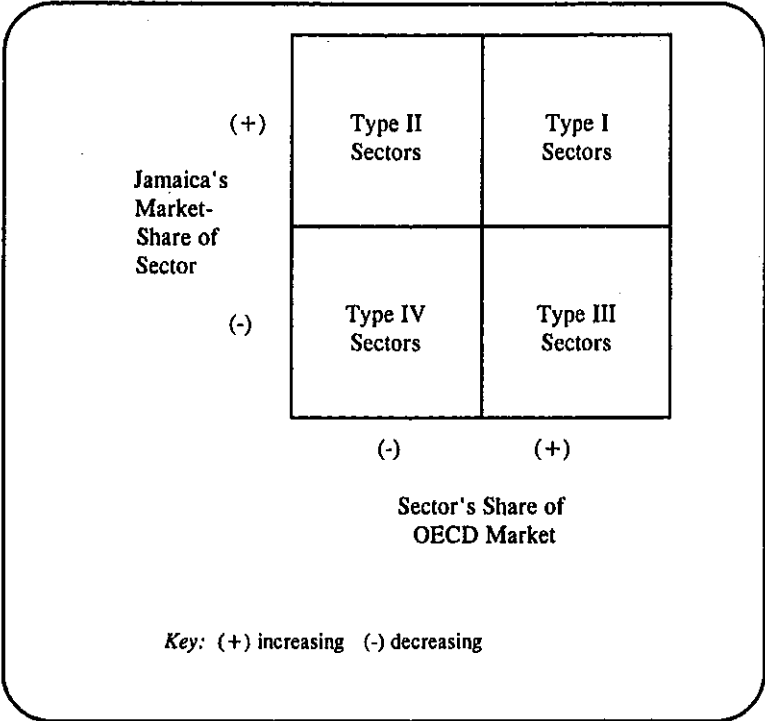 (+)
Type II
Sectors
Type I
Sectors
Jamaica's
Market-
Share of
Sector
(-)
Type IV
Sectors
Type III
Sectors
(-) (+)
Sector's Share of
OECD Market
Key: (+) increasing (-) decreasing